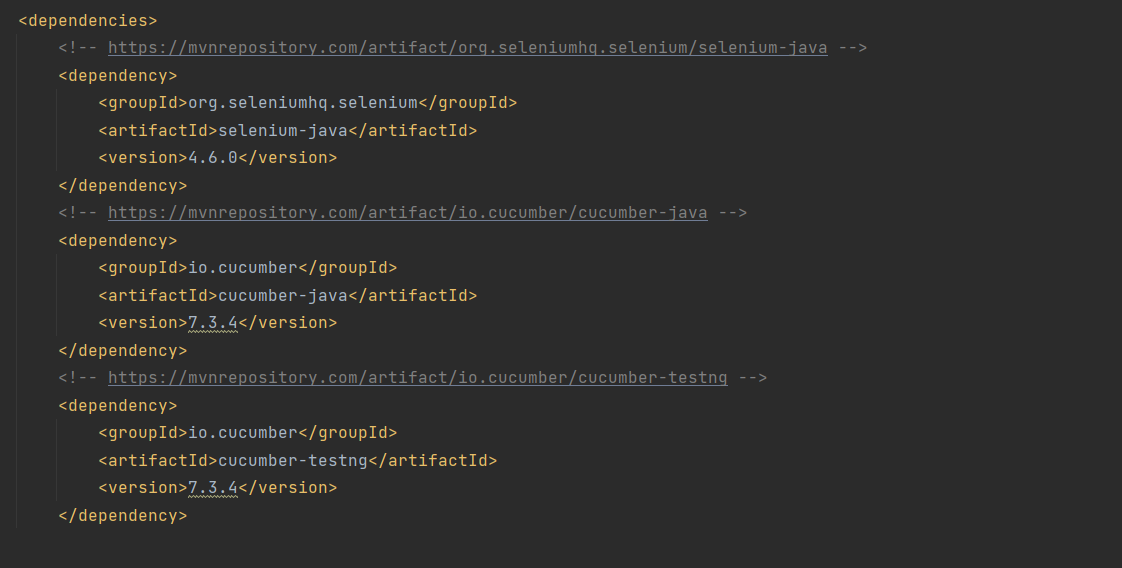 <dependencies>
<!-- https://mvnrepository.com/artifact/org.seleniumhq.selenium/selenium-java -->
<dependency>
<groupId>org.seleniumhq.selenium</groupId>
<artifactId>selenium-java</artifactId>
<version>4.6.0</version>
</dependency>
<!-- https://mvnrepository.com/artifact/io.cucumber/cucumber-java -->
<dependency>
<groupId>io.cucumber</groupId>
<artifactId>cucumber-java</artifactId>
<version>7.3.4</version>
</dependency>
<!-- https://mvnrepository.com/artifact/io.cucumber/cucumber-testng -->
<dependency>
<groupId>io.cucumber</groupId>
<artifactId>cucumber-testng</artifactId>
<version>7.3.4</version>
</dependency>